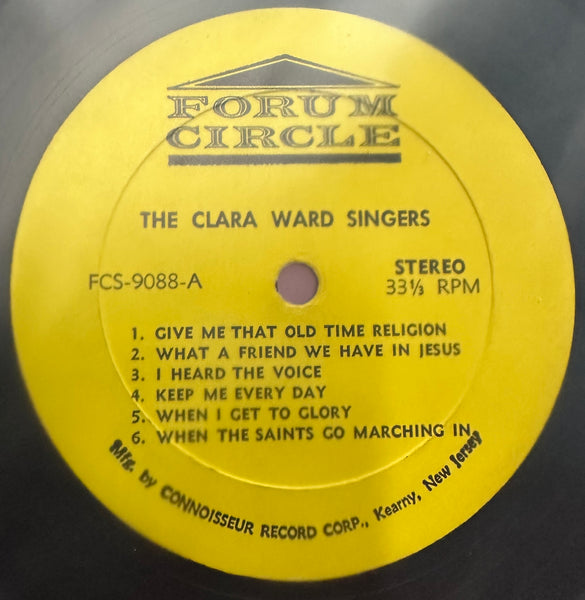 FORUM
CIRCLE
THE CLARA WARD SINGERS
FCS-9088-A
STEREO
33⅓ RPM
1. GIVE ME THAT OLD TIME RELIGION
2. WHAT A FRIEND WE HAVE IN JESUS
3. I HEARD THE VOICE
4. KEEP ME EVERY DAY
5. WHEN I GET TO GLORY
6. WHEN THE SAINTS GO MARCHING IN
Mfg. by CONNOISSEUR RECORD CORP., Kearny, New Jersey